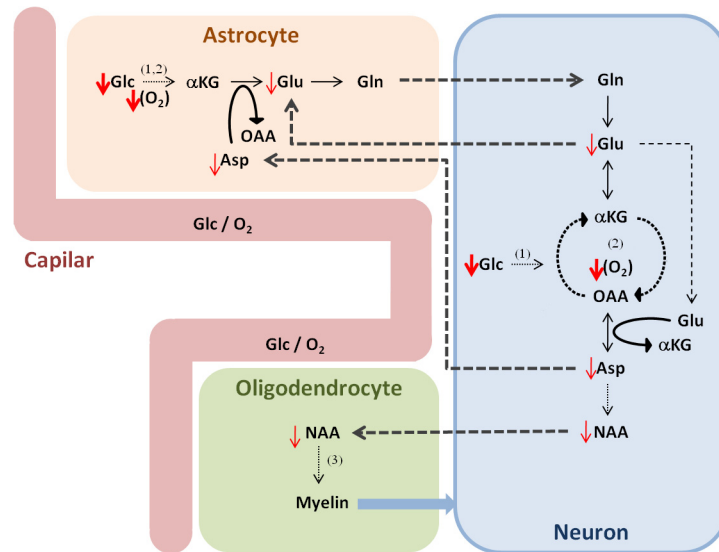 Astrocyte
Glc (1,2) αKG Glu Gln
(O₂)
OAA
Asp
Glc / O₂
Capilar
Glc / O₂
Oligodendrocyte
NAA
(3)
Myelin
Gln
Glu
αKG
Glc (1) (2)
(O₂)
OAA
Glu
αKG
Asp
NAA
Neuron